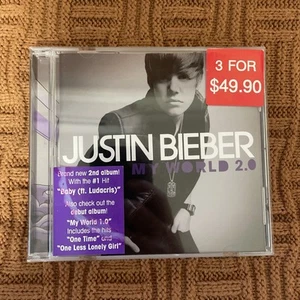 3 FOR
$49.90
JUSTIN BIEBER
MY WORLD 2.0
Brand new 2nd album!
With the #1 Hit
"Baby (ft. Ludacris)"
Also check out the
debut album!
"My World 1.0"
Includes the hits
"One Time" and
"One Less Lonely Girl"